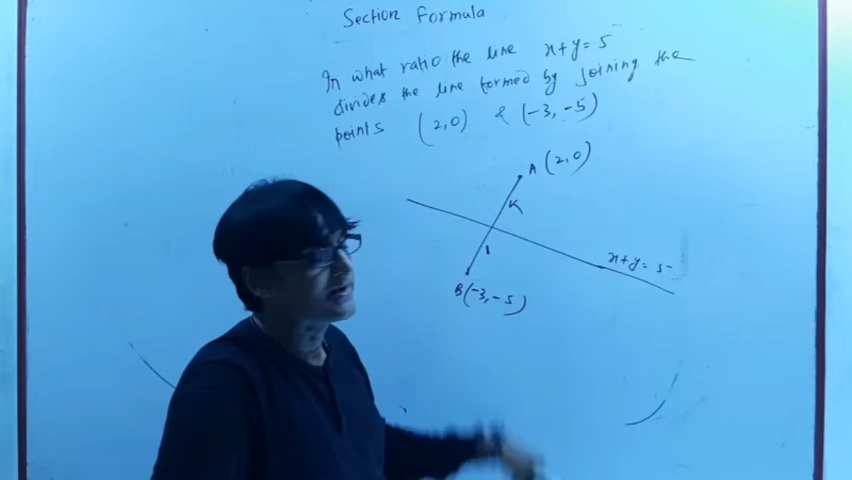 Section Formula
In what ratio the line x+y=5
divides the line formed by Joining the
points (2,0) & (-3,-5)
A (2,0)
K
1
x+y=5
B(-3,-5)